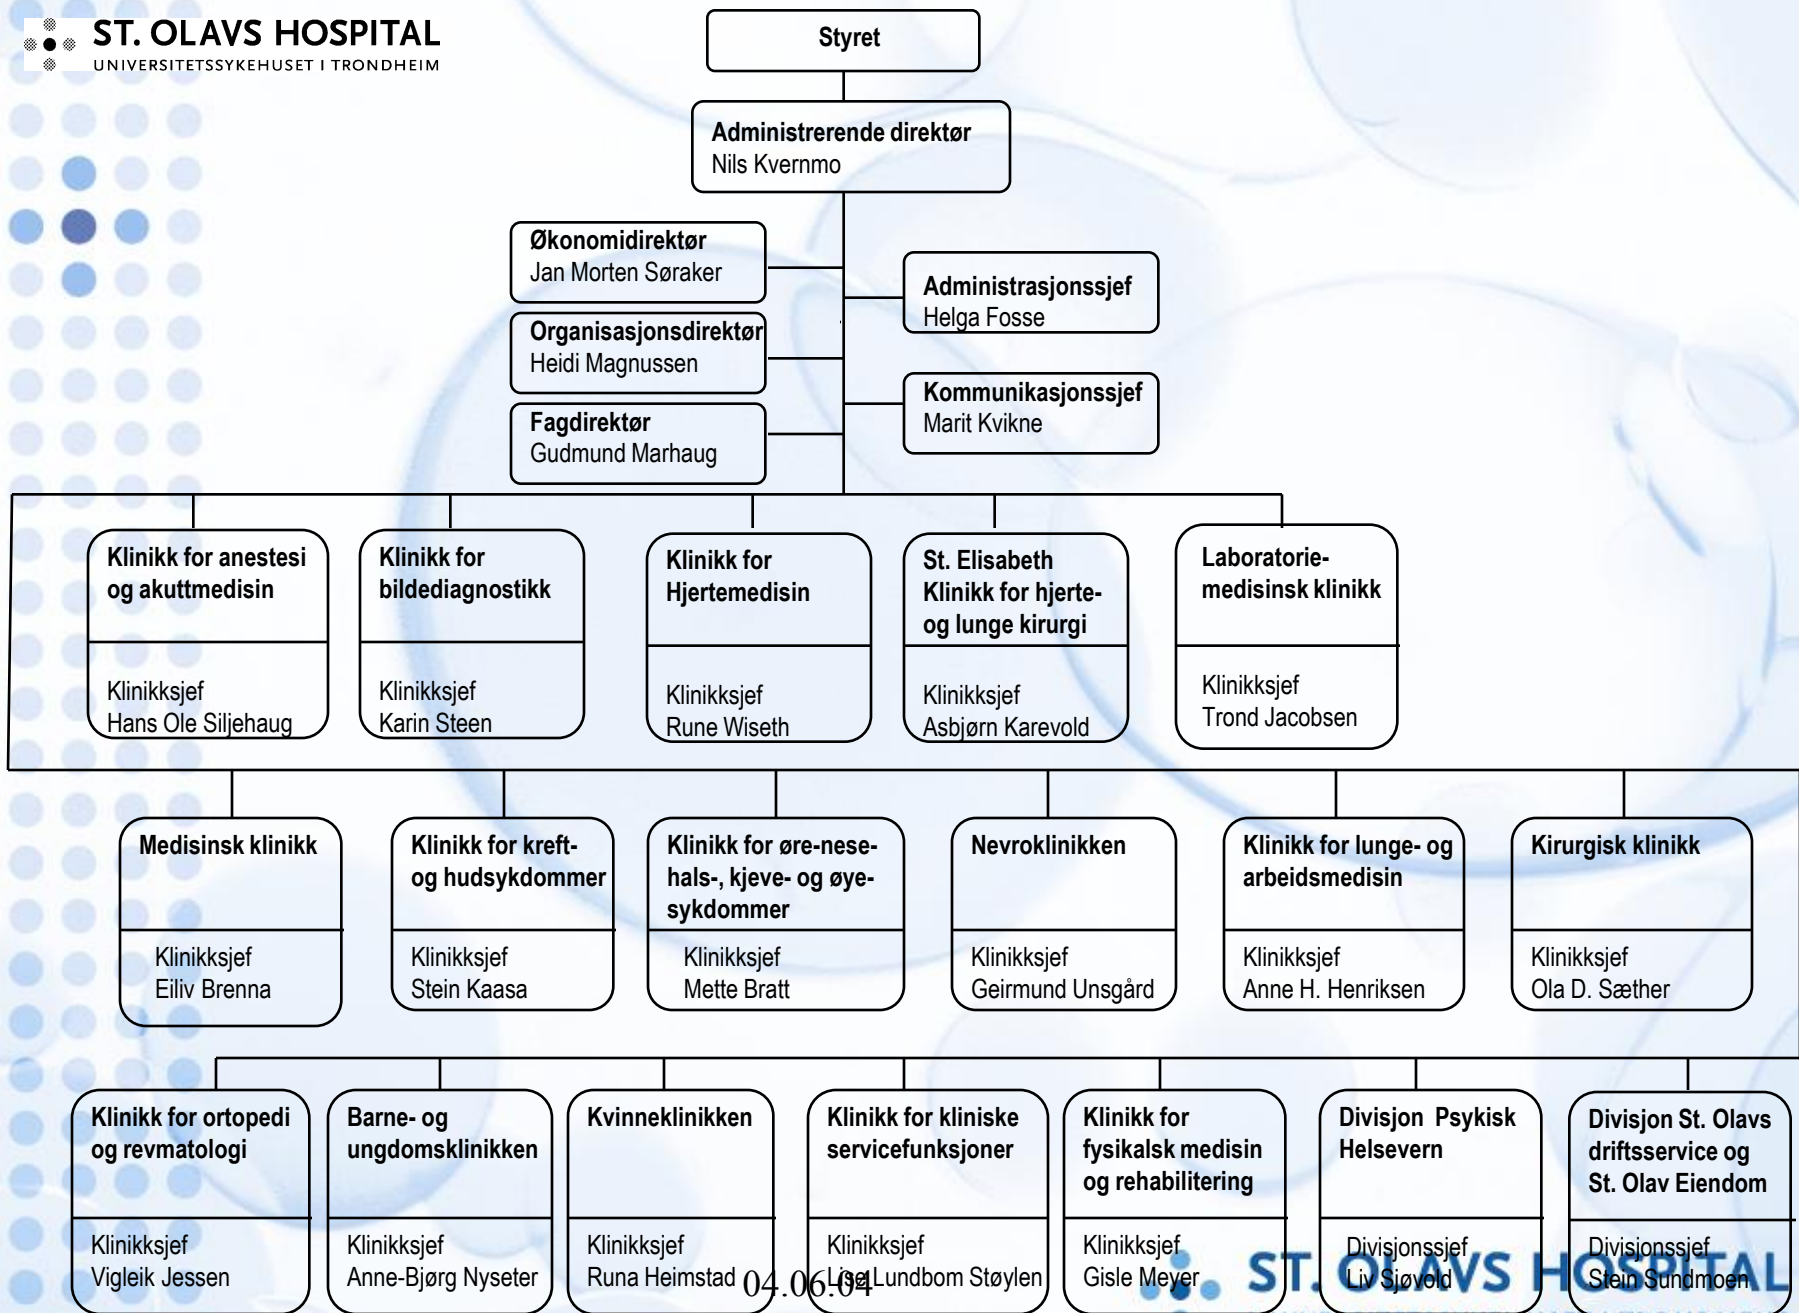 ST. OLAVS HOSPITAL
UNIVERSITETSSYKEHUSET I TRONDHEIM
Styret
Administrerende direktør
Nils Kvernmo
Økonomidirektør
Jan Morten Søraker
Administrasjonssjef
Helga Fosse
Organisasjonsdirektør
Heidi Magnussen
Kommunikasjonssjef
Marit Kvikne
Fagdirektør
Gudmund Marhaug
Klinikk for anestesi
og akuttmedisin
Klinikksjef
Hans Ole Siljehaug
Klinikk for
bildediagnostikk
Klinikksjef
Karin Steen
Klinikk for
Hjertemedisin
Klinikksjef
Rune Wiseth
St. Elisabeth
Klinikk for hjerte-
og lunge kirurgi
Klinikksjef
Asbjørn Karevold
Laboratorie-
medisinsk klinikk
Klinikksjef
Trond Jacobsen
Medisinsk klinikk
Klinikksjef
Eiliv Brenna
Klinikk for kreft-
og hudsykdommer
Klinikksjef
Stein Kaasa
Klinikk for øre-nese-
hals-, kjeve- og øye-
sykdommer
Klinikksjef
Mette Bratt
Nevroklinikken
Klinikksjef
Geirmund Unsgård
Klinikk for lunge- og
arbeidsmedisin
Klinikksjef
Anne H. Henriksen
Kirurgisk klinikk
Klinikksjef
Ola D. Sæther
Klinikk for ortopedi
og revmatologi
Klinikksjef
Vigleik Jessen
Barne- og
ungdomsklinikken
Klinikksjef
Anne-Bjørg Nyseter
Kvinneklinikken
Klinikksjef
Runa Heimstad
Klinikk for kliniske
servicefunksjoner
Klinikksjef
Lise Lundbom Støylen
Klinikk for
fysikalsk medisin
og rehabilitering
Klinikksjef
Gisle Meyer
Divisjon Psykisk
Helsevern
Divisjonssjef
Liv Sjøvold
Divisjon St. Olavs
driftsservice og
St. Olav Eiendom
Divisjonssjef
Stein Sundmoen
04.06.04
ST. OLAVS HOSPITAL